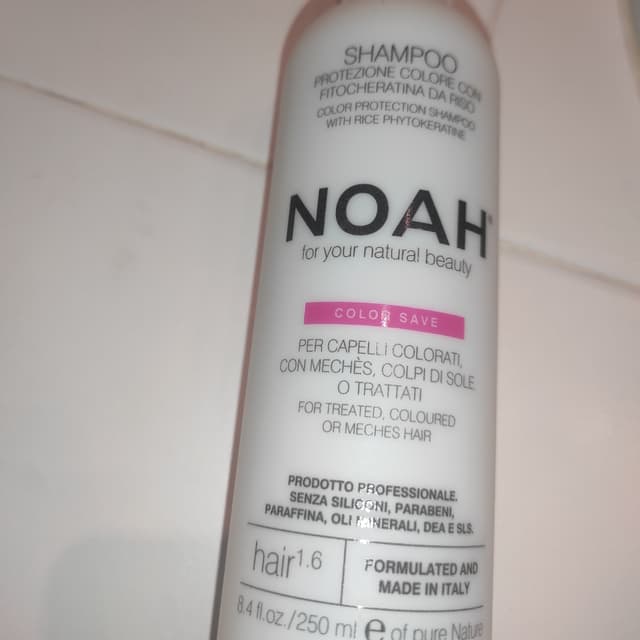 SHAMPOO
PROTEZIONE COLORE CON
FITOCHERATINA DA RISO
COLOR PROTECTION SHAMPOO
WITH RICE PHYTOKERATINE
NOAH®
for your natural beauty
COLOR SAVE
PER CAPELLI COLORATI,
CON MECHÈS, COLPI DI SOLE
O TRATTATI
FOR TREATED, COLOURED
OR MECHES HAIR
PRODOTTO PROFESSIONALE.
SENZA SILICONI, PARABENI,
PARAFFINA, OLI MINERALI, DEA E SLS.
hair1.6
FORMULATED AND
MADE IN ITALY
8.4 fl.oz./250 ml e of pure Nature